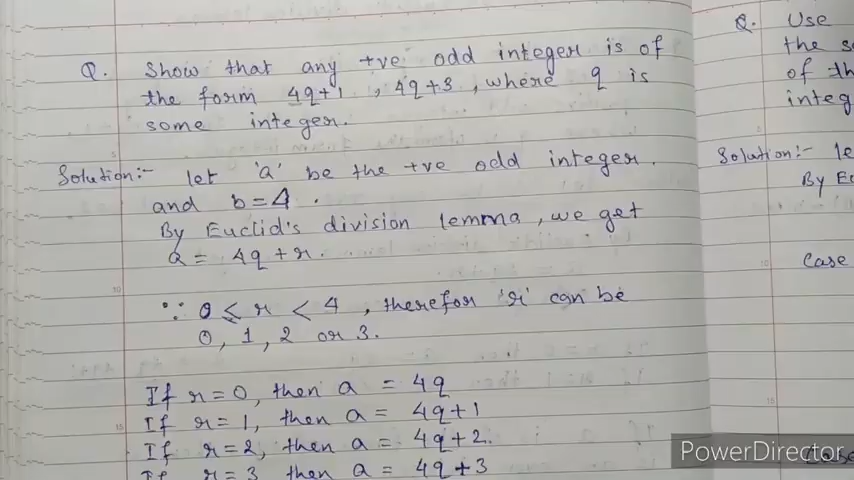 Q. Show that any +ve odd integer is of
the form 4q+1 , 4q+3 , where q is
some integer.
Solution:- let 'a' be the +ve odd integer.
and b=4.
By Euclid's division lemma, we get
a = 4q + r.
∵ 0 ≤ r < 4 , therefor 'r' can be
0, 1, 2 or 3.
If r=0, then a = 4q
If r=1, then a = 4q+1
If r=2, then a = 4q+2.
If r=3 then a = 4q+3
Q. Use
the
of
integ
Solution:- le
By
Case
Case
PowerDirector